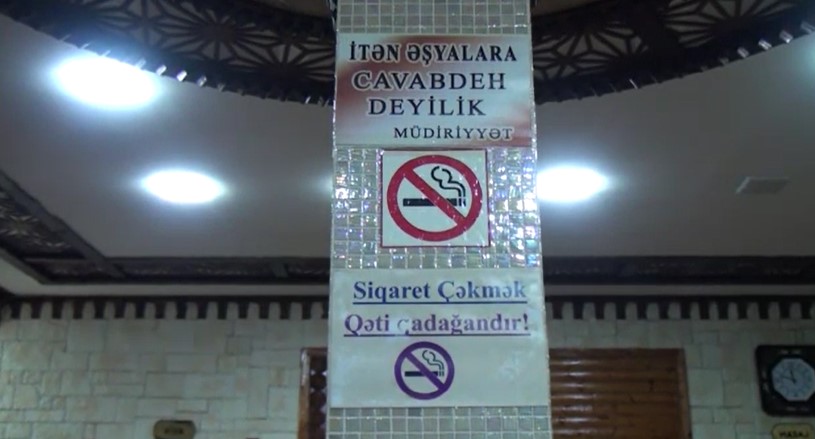 İTƏN ƏŞYALARA
CAVABDEH
DEYİLİK
MÜDİRİYYƏT
Siqaret Çəkmək
Qəti qadağandır!